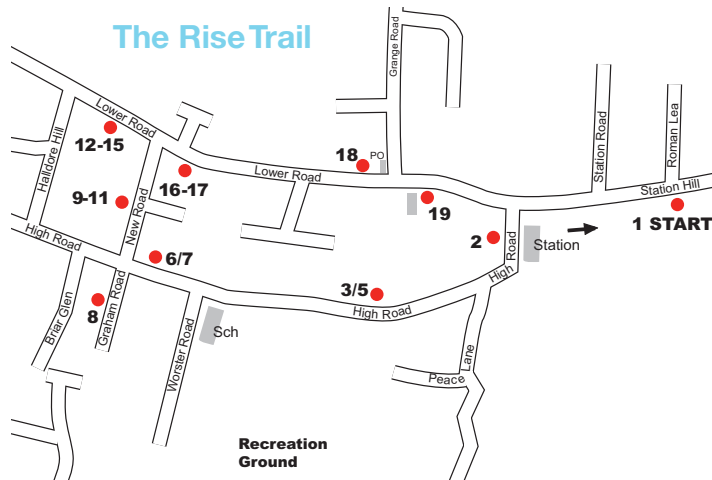 The Rise Trail
Grange Road
Lower Road
12-15
Halldore Hill
18
PO
Station Road
Roman Lea
16-17
Lower Road
Station Hill
9-11
New Road
19
1 START
High Road
2
High Road
Station
6/7
3/5
8
Graham Road
Briar Glen
High Road
Sch
Worster Road
Peace Lane
Recreation
Ground